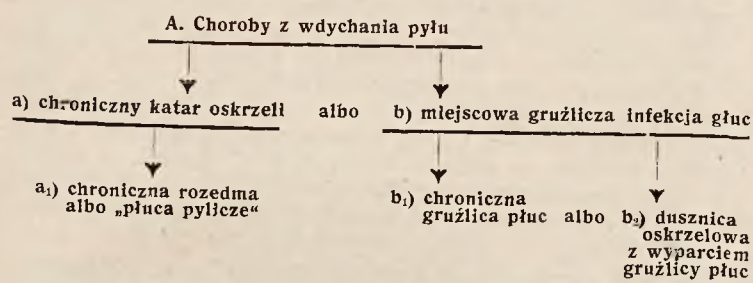 A. Choroby z wdychania pyłu
a) chroniczny katar oskrzeli albo b) miejscowa gruźlicza infekcja głuc
a₁) chroniczna rozedma
albo „płuca pylicze“
b₁) chroniczna
gruźlica płuc albo b₂) dusznica
oskrzelowa
z wyparciem
gruźlicy płuc